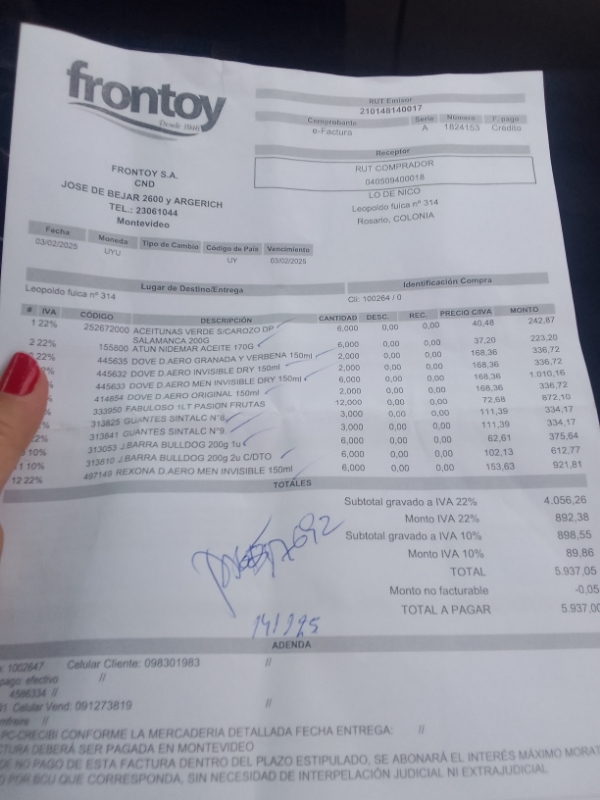 frontoy
Desde 1940
RUT Emisor
210148140017
Comprobante Serie Número F. pago
e-Factura A 1824153 Crédito
Receptor
RUT COMPRADOR
040509400018
LO DE NICO
Leopoldo fuica nº 314
Rosario, COLONIA
FRONTOY S.A.
CND
JOSE DE BEJAR 2600 y ARGERICH
TEL.: 23061044
Montevideo
Fecha Moneda Tipo de Cambio Código de País Vencimiento
03/02/2025 UYU UY 03/02/2025
Lugar de Destino/Entrega Identificación Compra
Leopoldo fuica nº 314 Cli: 100264 / 0
# IVA CÓDIGO DESCRIPCIÓN CANTIDAD DESC. REC. PRECIO C/IVA MONTO
1 22% 252672000 ACEITUNAS VERDE S/CAROZO DP SALAMANCA 200G 6,000 0,00 0,00 40,48 242,87
2 22% 155800 ATUN NIDEMAR ACEITE 170G 6,000 0,00 0,00 37,20 223,20
22% 445635 DOVE D.AERO GRANADA Y VERBENA 150ml 2,000 0,00 0,00 168,36 336,72
445632 DOVE D.AERO INVISIBLE DRY 150ml 2,000 0,00 0,00 168,36 336,72
445633 DOVE D.AERO MEN INVISIBLE DRY 150ml 6,000 0,00 0,00 168,36 1.010,16
414854 DOVE D.AERO ORIGINAL 150ml 2,000 0,00 0,00 168,36 336,72
333950 FABULOSO 1LT PASION FRUTAS 12,000 0,00 0,00 72,68 872,10
313825 GUANTES SINTALC Nº8 3,000 0,00 0,00 111,39 334,17
2% 313841 GUANTES SINTALC Nº9 3,000 0,00 0,00 111,39 334,17
10% 313053 J.BARRA BULLDOG 200g 1u 6,000 0,00 0,00 62,61 375,64
11 10% 313810 J.BARRA BULLDOG 200g 2u C/DTO 6,000 0,00 0,00 102,13 612,77
12 22% 497149 REXONA D.AERO MEN INVISIBLE 150ml 6,000 0,00 0,00 153,63 921,81
TOTALES
Subtotal gravado a IVA 22% 4.056,26
Monto IVA 22% 892,38
Subtotal gravado a IVA 10% 898,55
Monto IVA 10% 89,86
TOTAL 5.937,05
Monto no facturable -0,05
TOTAL A PAGAR 5.937,00
ADENDA
: 1002647 Celular Cliente: 098301983 //
pago: efectivo //
4586334 //
Celular Vend: 091273819 //
//
RECIBI CONFORME LA MERCADERIA DETALLADA FECHA ENTREGA: //
DEBERÁ SER PAGADA EN MONTEVIDEO
DE NO PAGO DE ESTA FACTURA DENTRO DEL PLAZO ESTIPULADO, SE ABONARÁ EL INTERÉS MÁXIMO
POR BCU QUE CORRESPONDA, SIN NECESIDAD DE INTERPELACIÓN JUDICIAL NI EXTRAJUDICIAL